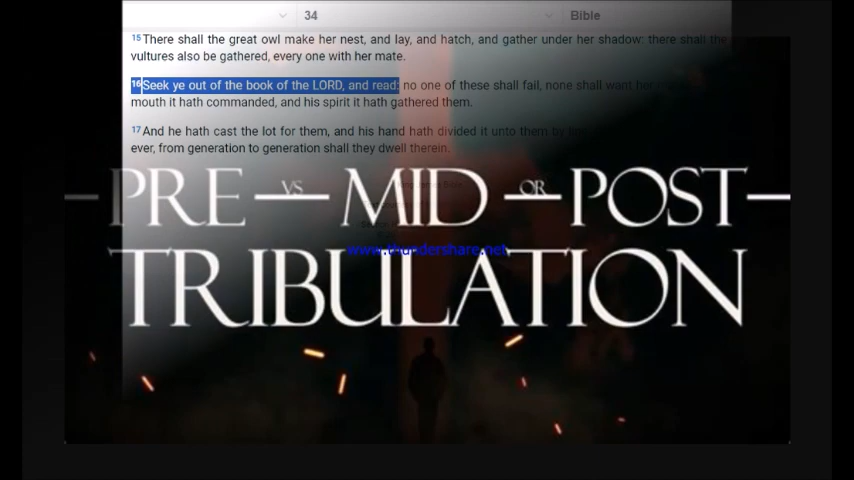 34 Bible
15 There shall the great owl make her nest, and lay, and hatch, and gather under her shadow: there shall the
vultures also be gathered, every one with her mate.
16 Seek ye out of the book of the LORD, and read: no one of these shall fail, none shall want her
mouth it hath commanded, and his spirit it hath gathered them.
17 And he hath cast the lot for them, and his hand hath divided it unto them by line
ever, from generation to generation shall they dwell therein.
PRE VS MID OR POST
www.thundershare.net
TRIBULATION